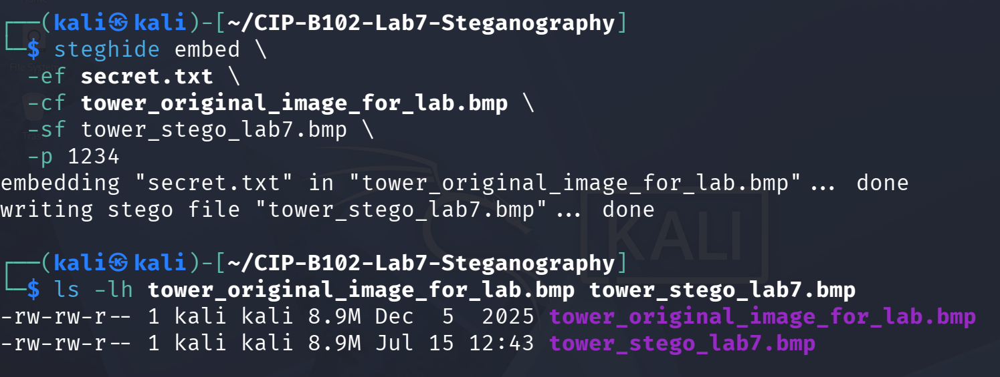 ┌──(kali㉿kali)-[~/CIP-B102-Lab7-Steganography]
└─$ steghide embed \
  -ef secret.txt \
  -cf tower_original_image_for_lab.bmp \
  -sf tower_stego_lab7.bmp \
  -p 1234
embedding "secret.txt" in "tower_original_image_for_lab.bmp"... done
writing stego file "tower_stego_lab7.bmp"... done
┌──(kali㉿kali)-[~/CIP-B102-Lab7-Steganography]
└─$ ls -lh tower_original_image_for_lab.bmp tower_stego_lab7.bmp
-rw-rw-r-- 1 kali kali 8.9M Dec  5  2025 tower_original_image_for_lab.bmp
-rw-rw-r-- 1 kali kali 8.9M Jul 15 12:43 tower_stego_lab7.bmp
File System
KALI